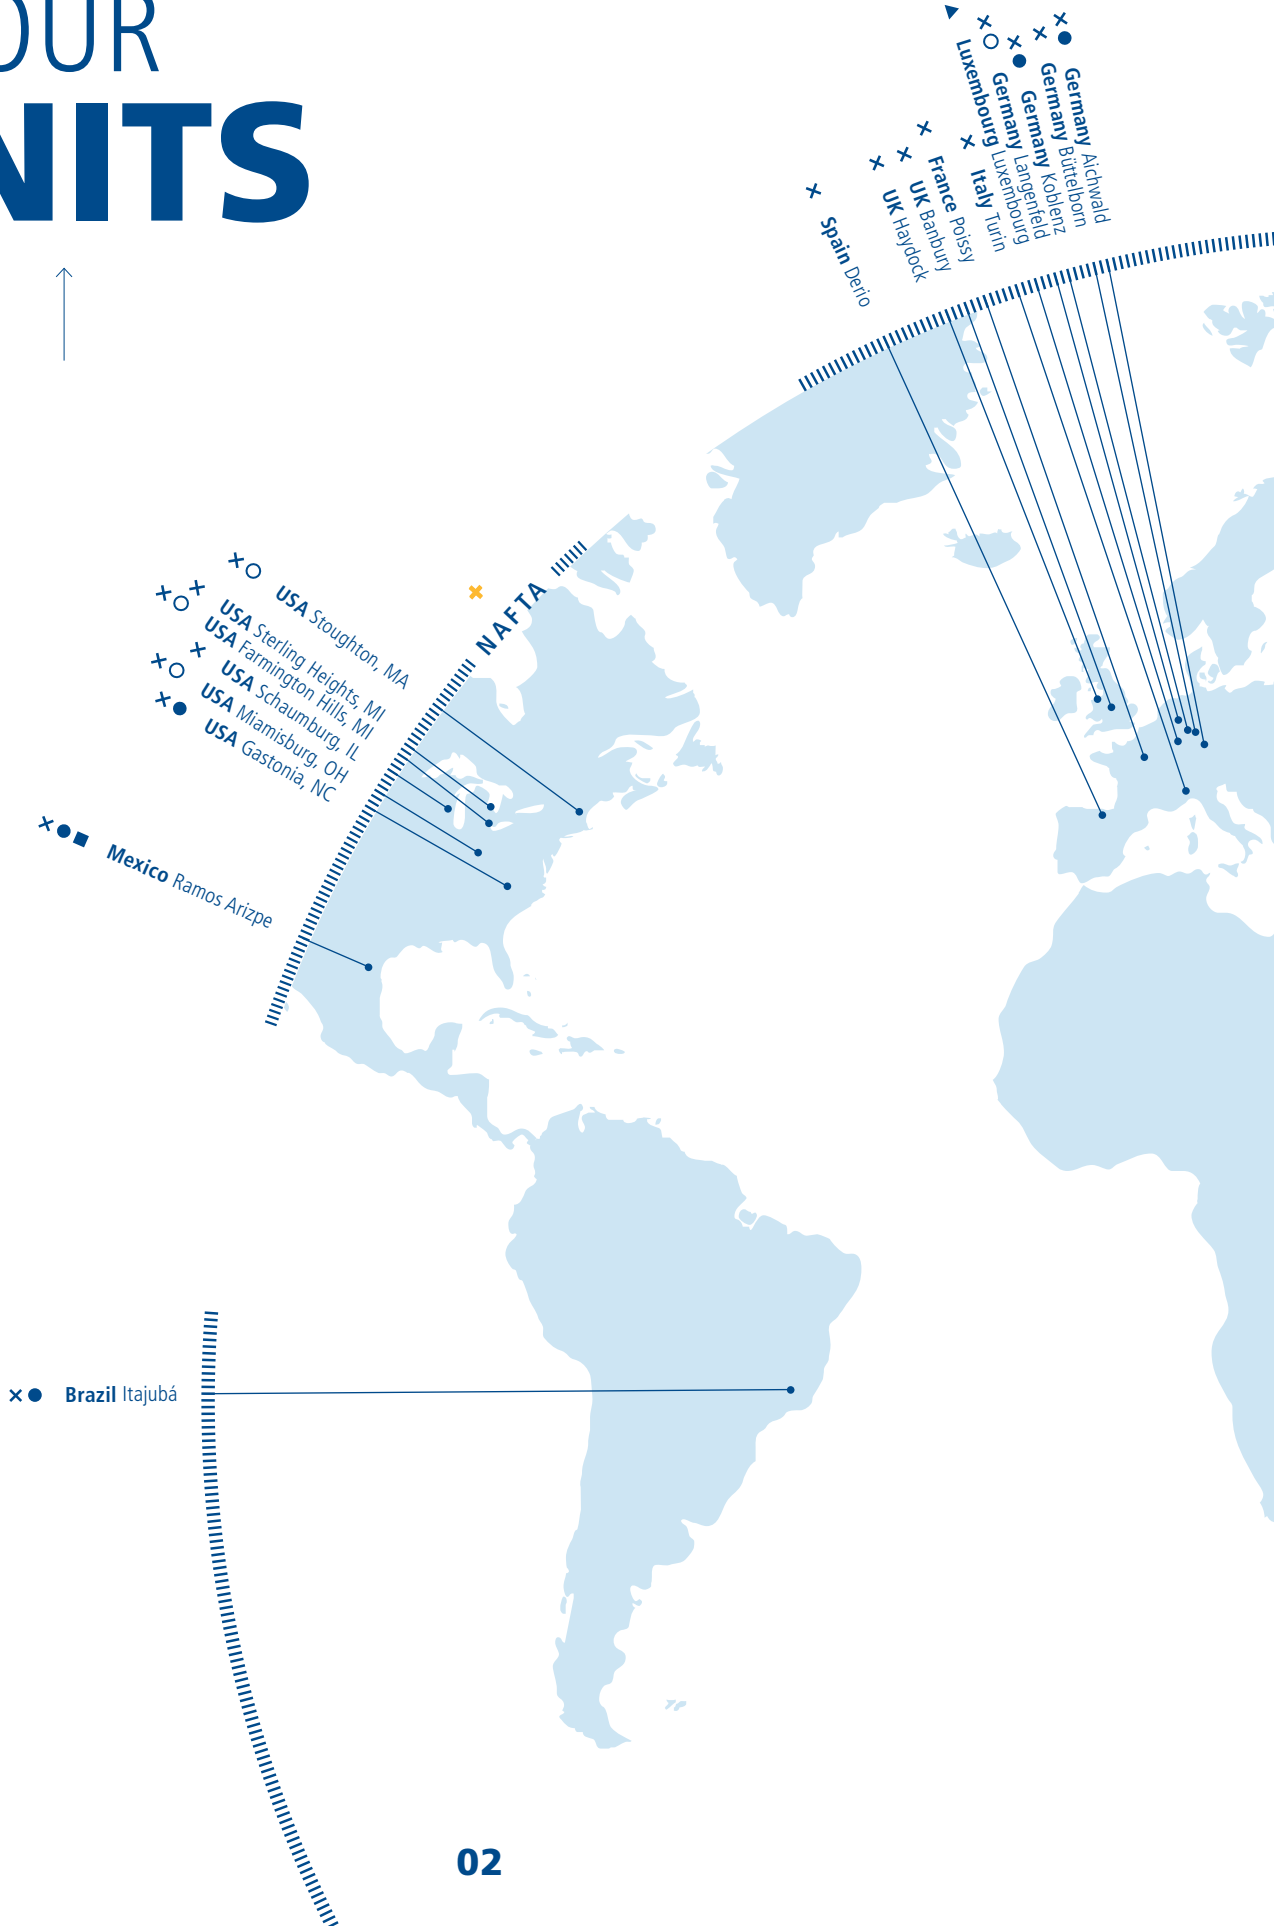 OUR
NITS
Luxembourg Luxembourg
Germany Langenfeld
Germany Koblenz
Germany Büttelborn
Germany Aichwald
Italy Turin
France Poissy
UK Banbury
UK Haydock
Spain Derio
NAFTA
USA Stoughton, MA
USA Sterling Heights, MI
USA Farmington Hills, MI
USA Schaumburg, IL
USA Miamisburg, OH
USA Gastonia, NC
Mexico Ramos Arizpe
Brazil Itajubá
02